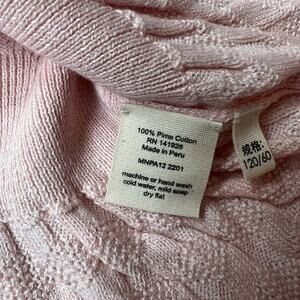 100% Pima Cotton
RN 141928
Made in Peru
MNPA12 2201
machine or hand wash
cold water, mild soap
dry flat
规格:
120/60